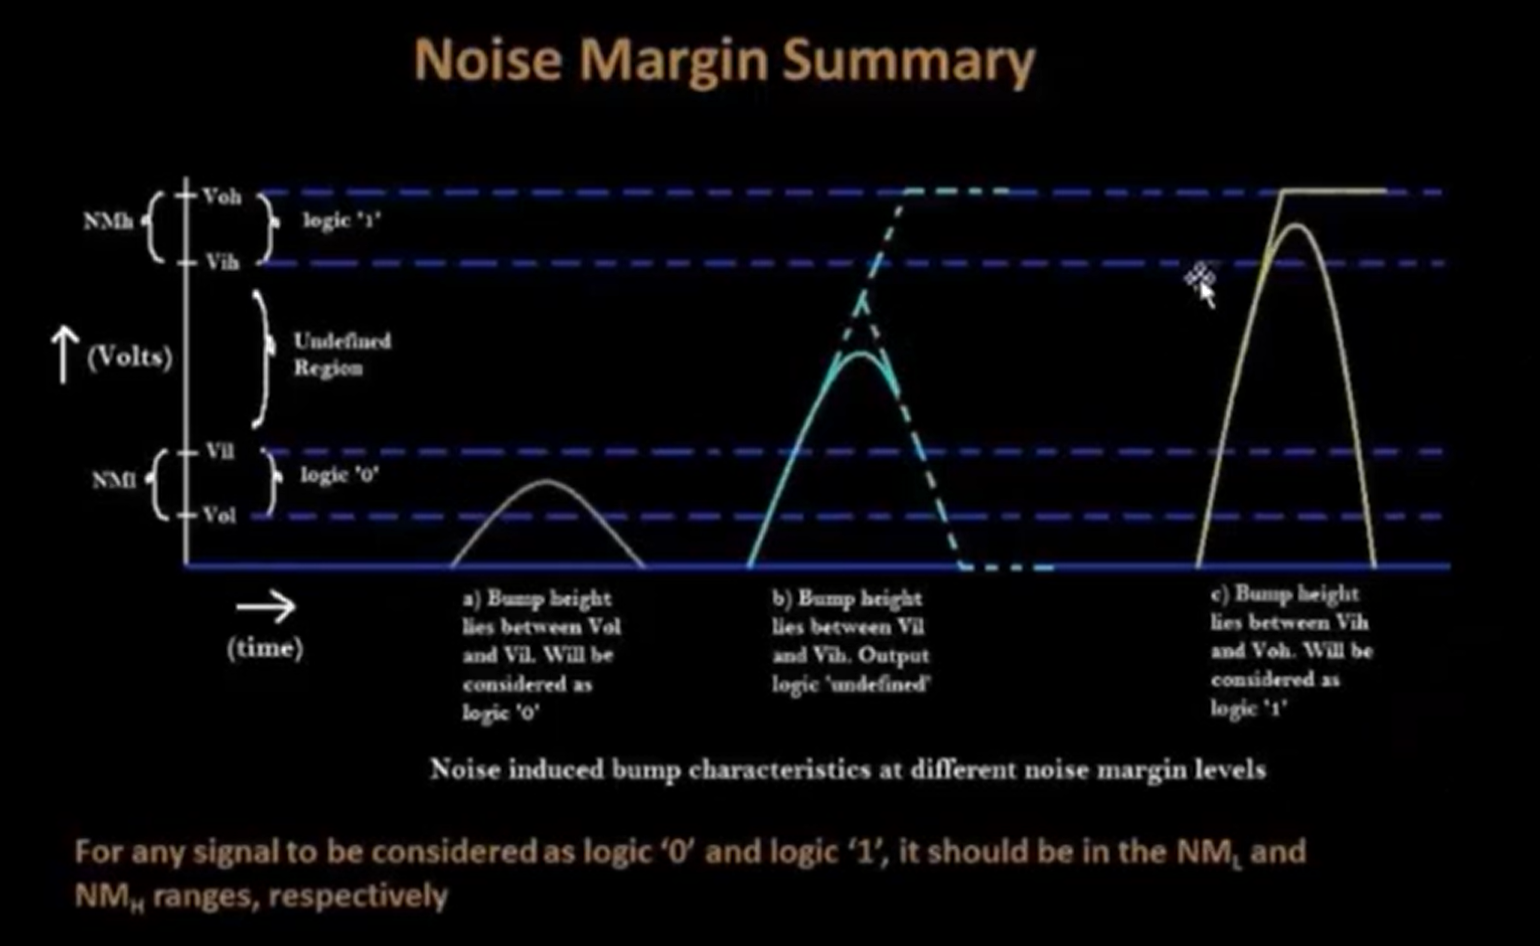 Noise Margin Summary
Voh
NMh
logic '1'
Vih
Undefined
Region
(Volts)
Vil
NMl
logic '0'
Vol
(time)
a) Bump height
lies between Vol
and Vil. Will be
considered as
logic '0'
b) Bump height
lies between Vil
and Vih. Output
logic 'undefined'
c) Bump height
lies between Vih
and Voh. Will be
considered as
logic '1'
Noise induced bump characteristics at different noise margin levels
For any signal to be considered as logic ‘0’ and logic ‘1’, it should be in the NML and
NMH ranges, respectively